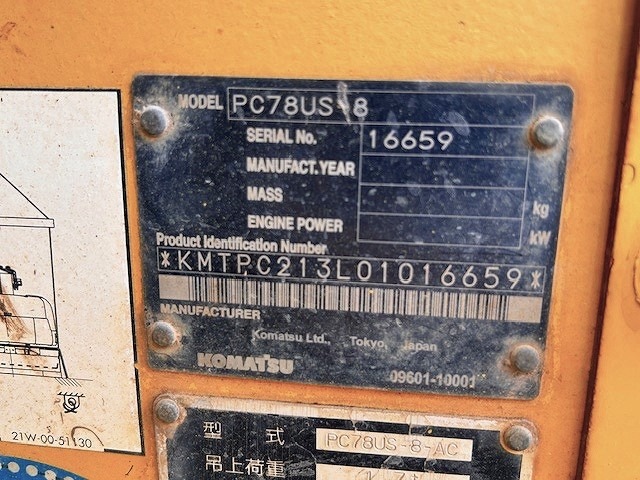 MODEL PC78US-8
SERIAL No. 16659
MANUFACT.YEAR
MASS kg
ENGINE POWER kW
Product Identification Number
*KMTPC213L01016659*
MANUFACTURER
Komatsu Ltd., Tokyo, Japan
KOMATSU
09601-10001
21W-00-51130
型式 PC78US-8-AC
吊上荷重